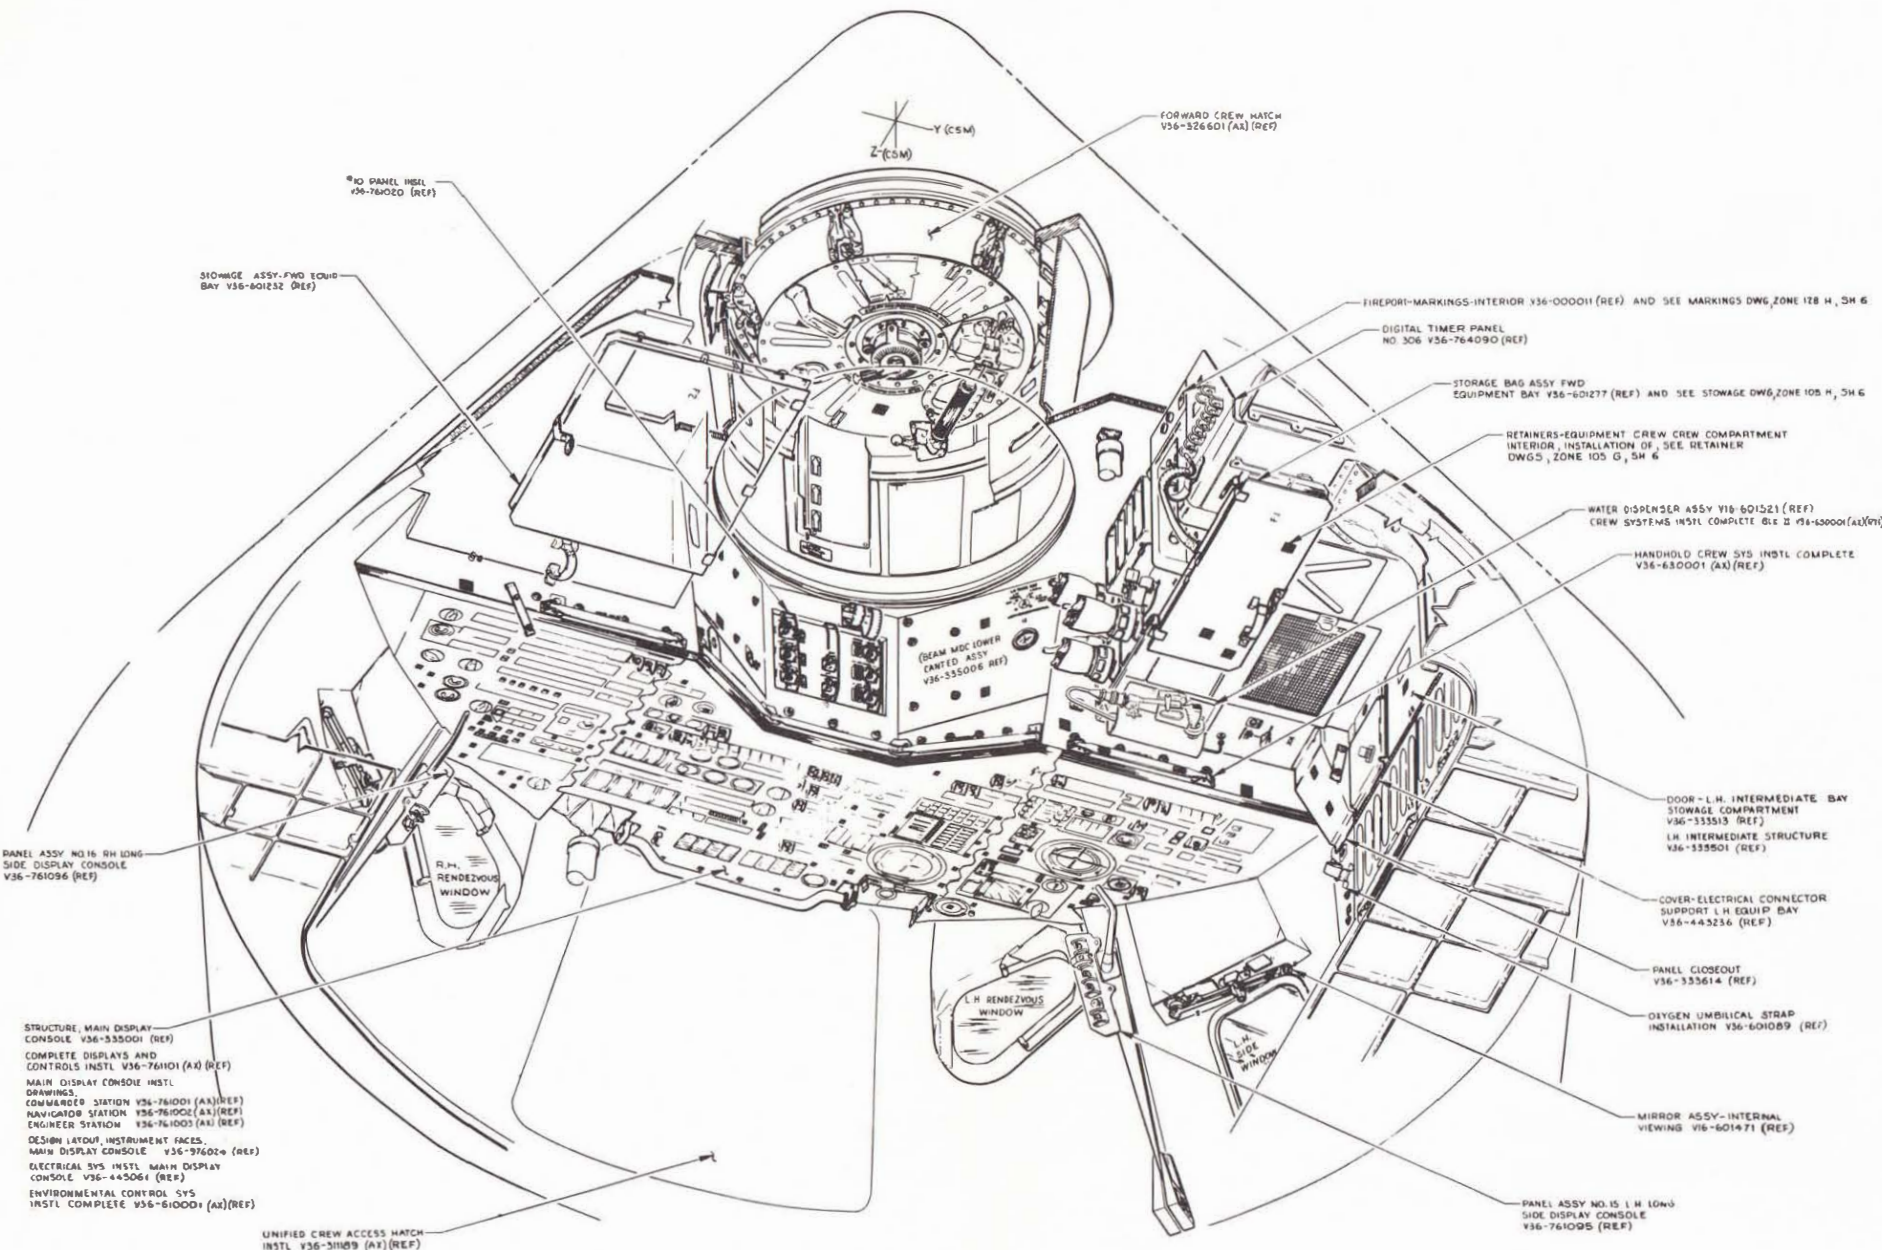 Y (CSM)
Z-(CSM)
FORWARD CREW HATCH
V36-326601 (AX) (REF)
10 PANEL INSTL
V36-761020 (REF)
STOWAGE ASSY-FWD EQUIP
BAY V36-601232 (REF)
FIREPORT-MARKINGS-INTERIOR V36-000011 (REF) AND SEE MARKINGS DWG, ZONE 128 H, SH 6
DIGITAL TIMER PANEL
NO. 306 V36-764090 (REF)
STORAGE BAG ASSY FWD
EQUIPMENT BAY V36-601277 (REF) AND SEE STOWAGE DWG, ZONE 105 H, SH 6
RETAINERS-EQUIPMENT CREW CREW COMPARTMENT
INTERIOR, INSTALLATION OF, SEE RETAINER
DWGS, ZONE 105 G, SH 6
WATER DISPENSER ASSY V16-601521 (REF)
CREW SYSTEMS INSTL COMPLETE BLK II V36-630001 (AX)
HANDHOLD CREW SYS INSTL COMPLETE
V36-630001 (AX) (REF)
(BEAM MDC LOWER
CANTED ASSY
V36-335006 REF)
DOOR-L.H. INTERMEDIATE BAY
STOWAGE COMPARTMENT
V36-333513 (REF)
L.H. INTERMEDIATE STRUCTURE
V36-333501 (REF)
PANEL ASSY NO.16 RH LONG
SIDE DISPLAY CONSOLE
V36-761096 (REF)
R.H.
RENDEZVOUS
WINDOW
COVER-ELECTRICAL CONNECTOR
SUPPORT L H EQUIP BAY
V36-443236 (REF)
PANEL CLOSEOUT
V36-333614 (REF)
L H RENDEZVOUS
WINDOW
OXYGEN UMBILICAL STRAP
INSTALLATION V36-601089 (REF)
L.H.
SIDE
WINDOW
STRUCTURE, MAIN DISPLAY
CONSOLE V36-335001 (REF)
COMPLETE DISPLAYS AND
CONTROLS INSTL V36-761101 (AX) (REF)
MAIN DISPLAY CONSOLE INSTL
DRAWINGS.
COMMANDER STATION V36-761001 (AX) (REF)
NAVIGATOR STATION V36-761002 (AX) (REF)
ENGINEER STATION V36-761003 (AX) (REF)
DESIGN LAYOUT, INSTRUMENT FACES,
MAIN DISPLAY CONSOLE V36-976024 (REF)
ELECTRICAL SYS INSTL MAIN DISPLAY
CONSOLE V36-445061 (REF)
ENVIRONMENTAL CONTROL SYS
INSTL COMPLETE V36-610001 (AX) (REF)
MIRROR ASSY-INTERNAL
VIEWING V16-601471 (REF)
PANEL ASSY NO.15 L H LONG
SIDE DISPLAY CONSOLE
V36-761095 (REF)
UNIFIED CREW ACCESS HATCH
INSTL V36-311189 (AX) (REF)